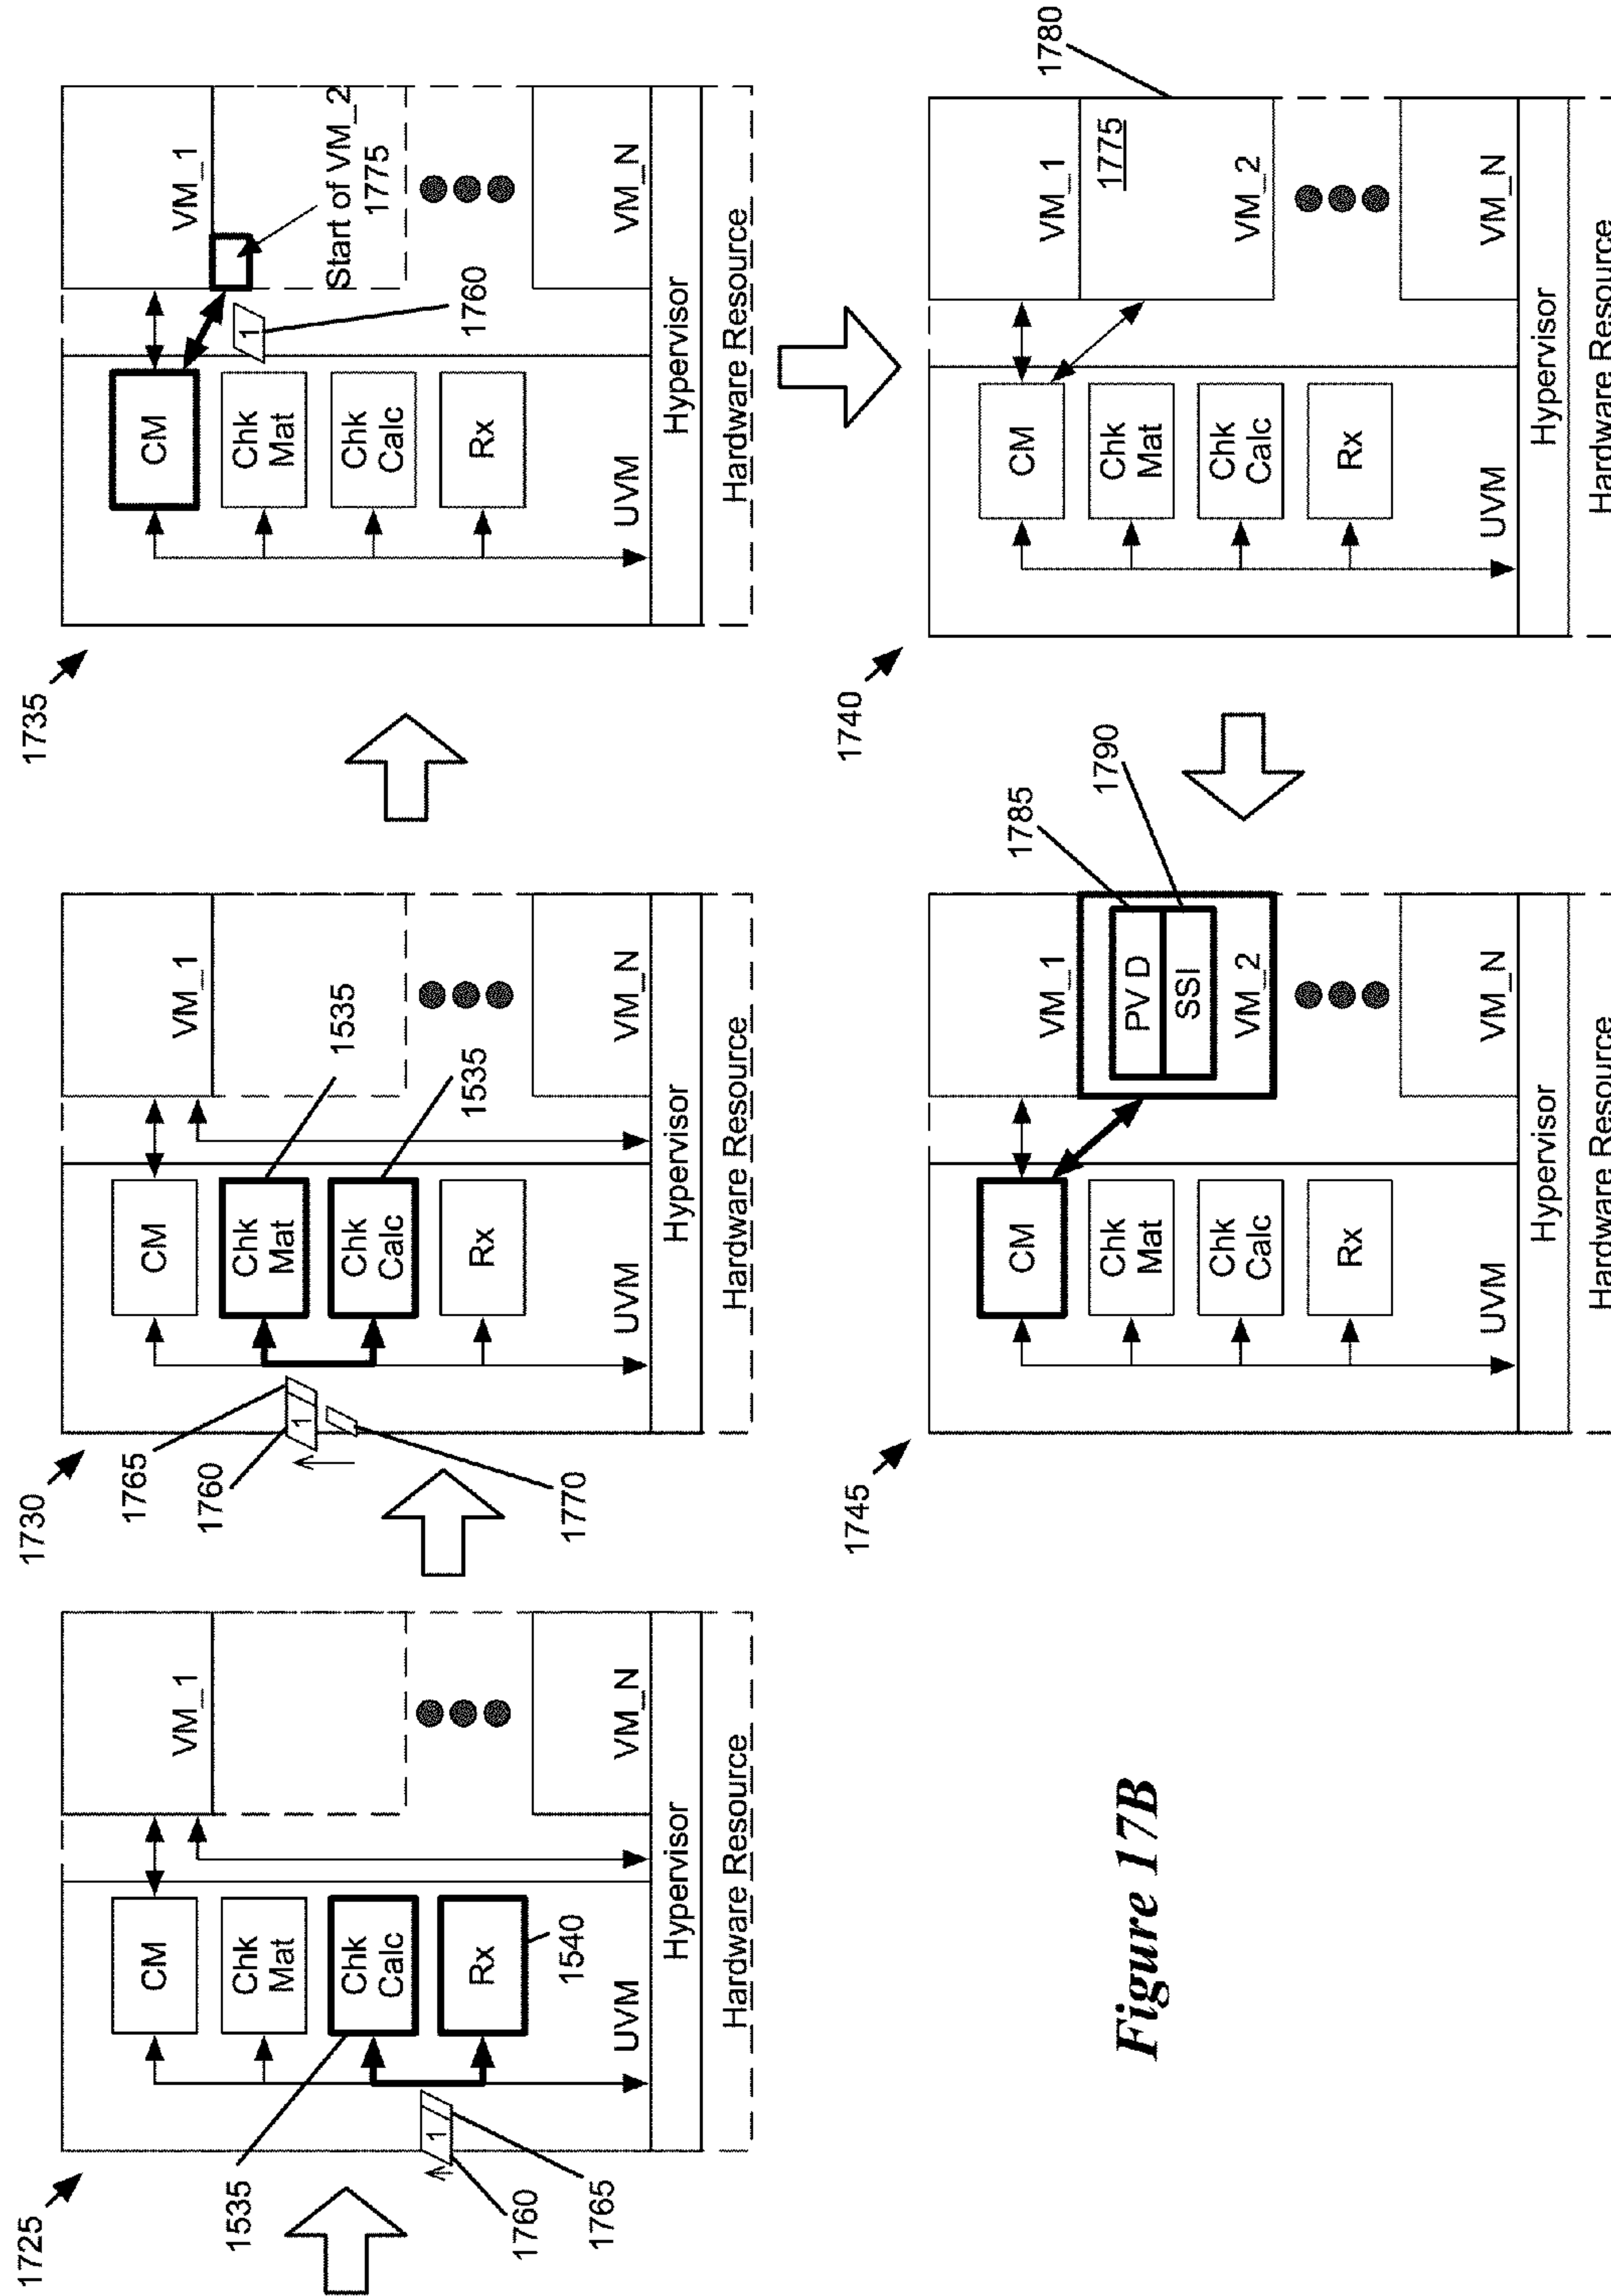 1725
VM_1
CM
Chk
Mat
Chk
Calc
Rx
1540
1535
1
1760
1765
UVM
VM_N
Hypervisor
Hardware Resource
1730
1765
1760
1
1770
VM_1
CM
Chk
Mat
1535
Chk
Calc
1535
Rx
UVM
VM_N
Hypervisor
Hardware Resource
1735
VM_1
CM
Start of VM_2
1775
Chk
Mat
1
1760
Chk
Calc
Rx
UVM
VM_N
Hypervisor
Hardware Resource
1740
1780
VM_1
1775
VM_2
CM
Chk
Mat
Chk
Calc
Rx
UVM
VM_N
Hypervisor
Hardware Resource
1745
1785
1790
VM_1
PV D
SSI
VM_2
CM
Chk
Mat
Chk
Calc
Rx
UVM
VM_N
Hypervisor
Hardware Resource
Figure 17B